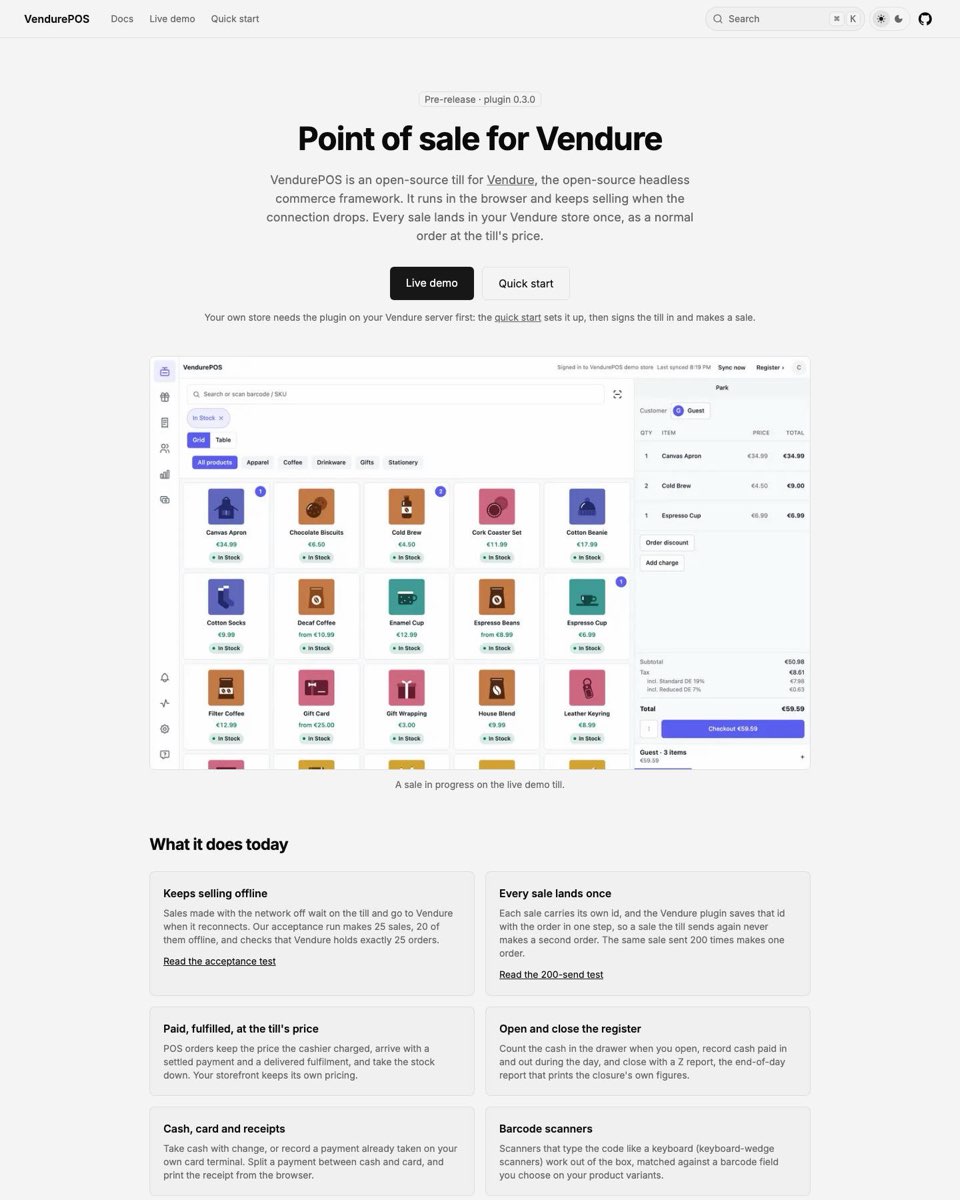 VendurePOS
Docs
Live demo
Quick start
Search
⌘ K
Pre-release · plugin 0.3.0
Point of sale for Vendure
VendurePOS is an open-source till for Vendure, the open-source headless
commerce framework. It runs in the browser and keeps selling when the
connection drops. Every sale lands in your Vendure store once, as a normal
order at the till's price.
Live demo
Quick start
Your own store needs the plugin on your Vendure server first: the quick start sets it up, then signs the till in and makes a sale.
VendurePOS
Signed in to VendurePOS demo store Last synced 8:19 PM Sync now Register › C
Search or scan barcode / SKU
In Stock ×
Grid Table
All products Apparel Coffee Drinkware Gifts Stationery
1
Canvas Apron
€34.99
In Stock
Chocolate Biscuits
€6.50
In Stock
2
Cold Brew
€4.50
In Stock
Cork Coaster Set
€11.99
In Stock
Cotton Beanie
€17.99
In Stock
Cotton Socks
€9.99
In Stock
Decaf Coffee
from €10.99
In Stock
Enamel Cup
€12.99
In Stock
Espresso Beans
from €8.99
In Stock
1
Espresso Cup
€6.99
In Stock
Filter Coffee
€12.99
In Stock
Gift Card
from €25.00
In Stock
Gift Wrapping
€3.00
In Stock
House Blend
€9.99
In Stock
Leather Keyring
€8.99
In Stock
Park
Customer G Guest
QTY ITEM PRICE TOTAL
1 Canvas Apron €34.99 €34.99
2 Cold Brew €4.50 €9.00
1 Espresso Cup €6.99 €6.99
Order discount
Add charge
Subtotal €50.98
Tax €8.61
incl. Standard DE 19% €7.98
incl. Reduced DE 7% €0.63
Total €59.59
Checkout €59.59
Guest · 3 items +
€59.59
A sale in progress on the live demo till.
What it does today
Keeps selling offline
Sales made with the network off wait on the till and go to Vendure
when it reconnects. Our acceptance run makes 25 sales, 20 of
them offline, and checks that Vendure holds exactly 25 orders.
Read the acceptance test
Every sale lands once
Each sale carries its own id, and the Vendure plugin saves that id
with the order in one step, so a sale the till sends again never
makes a second order. The same sale sent 200 times makes one
order.
Read the 200-send test
Paid, fulfilled, at the till's price
POS orders keep the price the cashier charged, arrive with a
settled payment and a delivered fulfilment, and take the stock
down. Your storefront keeps its own pricing.
Open and close the register
Count the cash in the drawer when you open, record cash paid in
and out during the day, and close with a Z report, the end-of-day
report that prints the closure's own figures.
Cash, card and receipts
Take cash with change, or record a payment already taken on your
own card terminal. Split a payment between cash and card, and
print the receipt from the browser.
Barcode scanners
Scanners that type the code like a keyboard (keyboard-wedge
scanners) work out of the box, matched against a barcode field
you choose on your product variants.